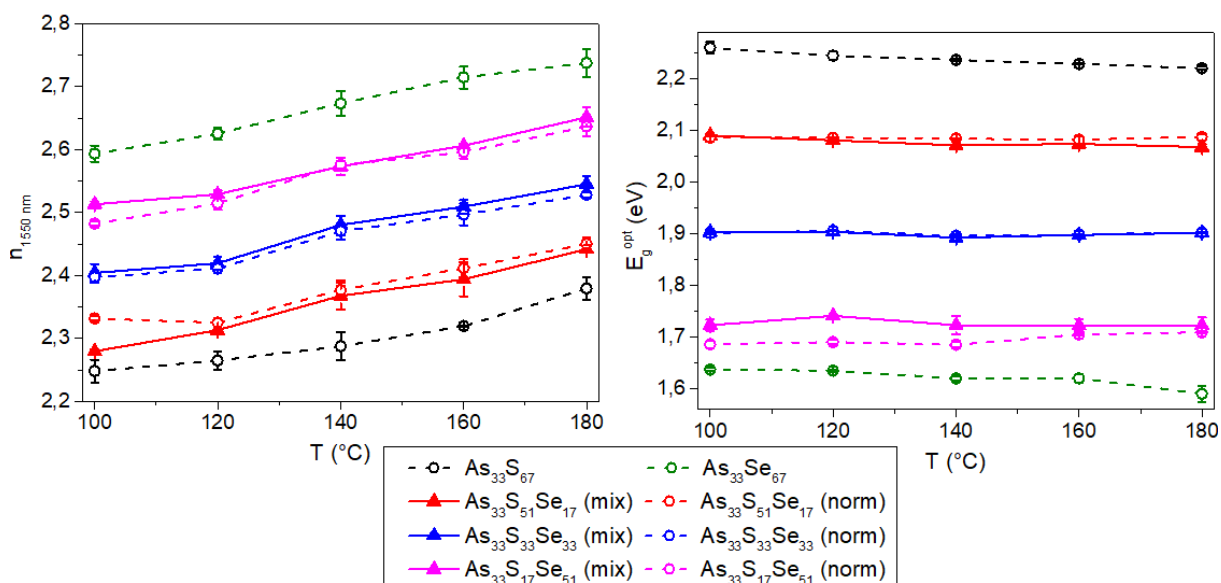 2,8
2,7
2,6
2,5
2,4
2,3
2,2
n1550 nm
100 120 140 160 180
T (°C)
2,2
2,1
2,0
1,9
1,8
1,7
1,6
Egopt (eV)
100 120 140 160 180
T (°C)
As33S67 As33Se67
As33S51Se17 (mix) As33S51Se17 (norm)
As33S33Se33 (mix) As33S33Se33 (norm)
As33S17Se51 (mix) As33S17Se51 (norm)